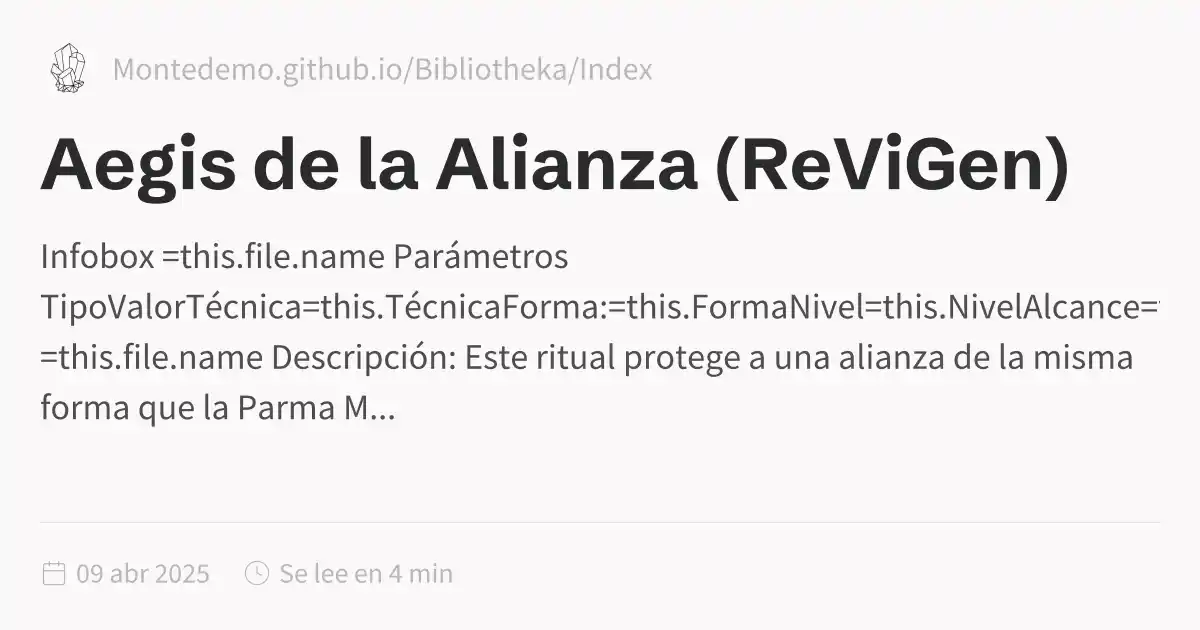 Montedemo.github.io/Bibliotheka/Index
Aegis de la Alianza (ReViGen)
Infobox =this.file.name Parámetros
TipoValorTécnica=this.TécnicaForma:=this.FormaNivel=this.NivelAlcance=
=this.file.name Descripción: Este ritual protege a una alianza de la misma
forma que la Parma M...
09 abr 2025 Se lee en 4 min